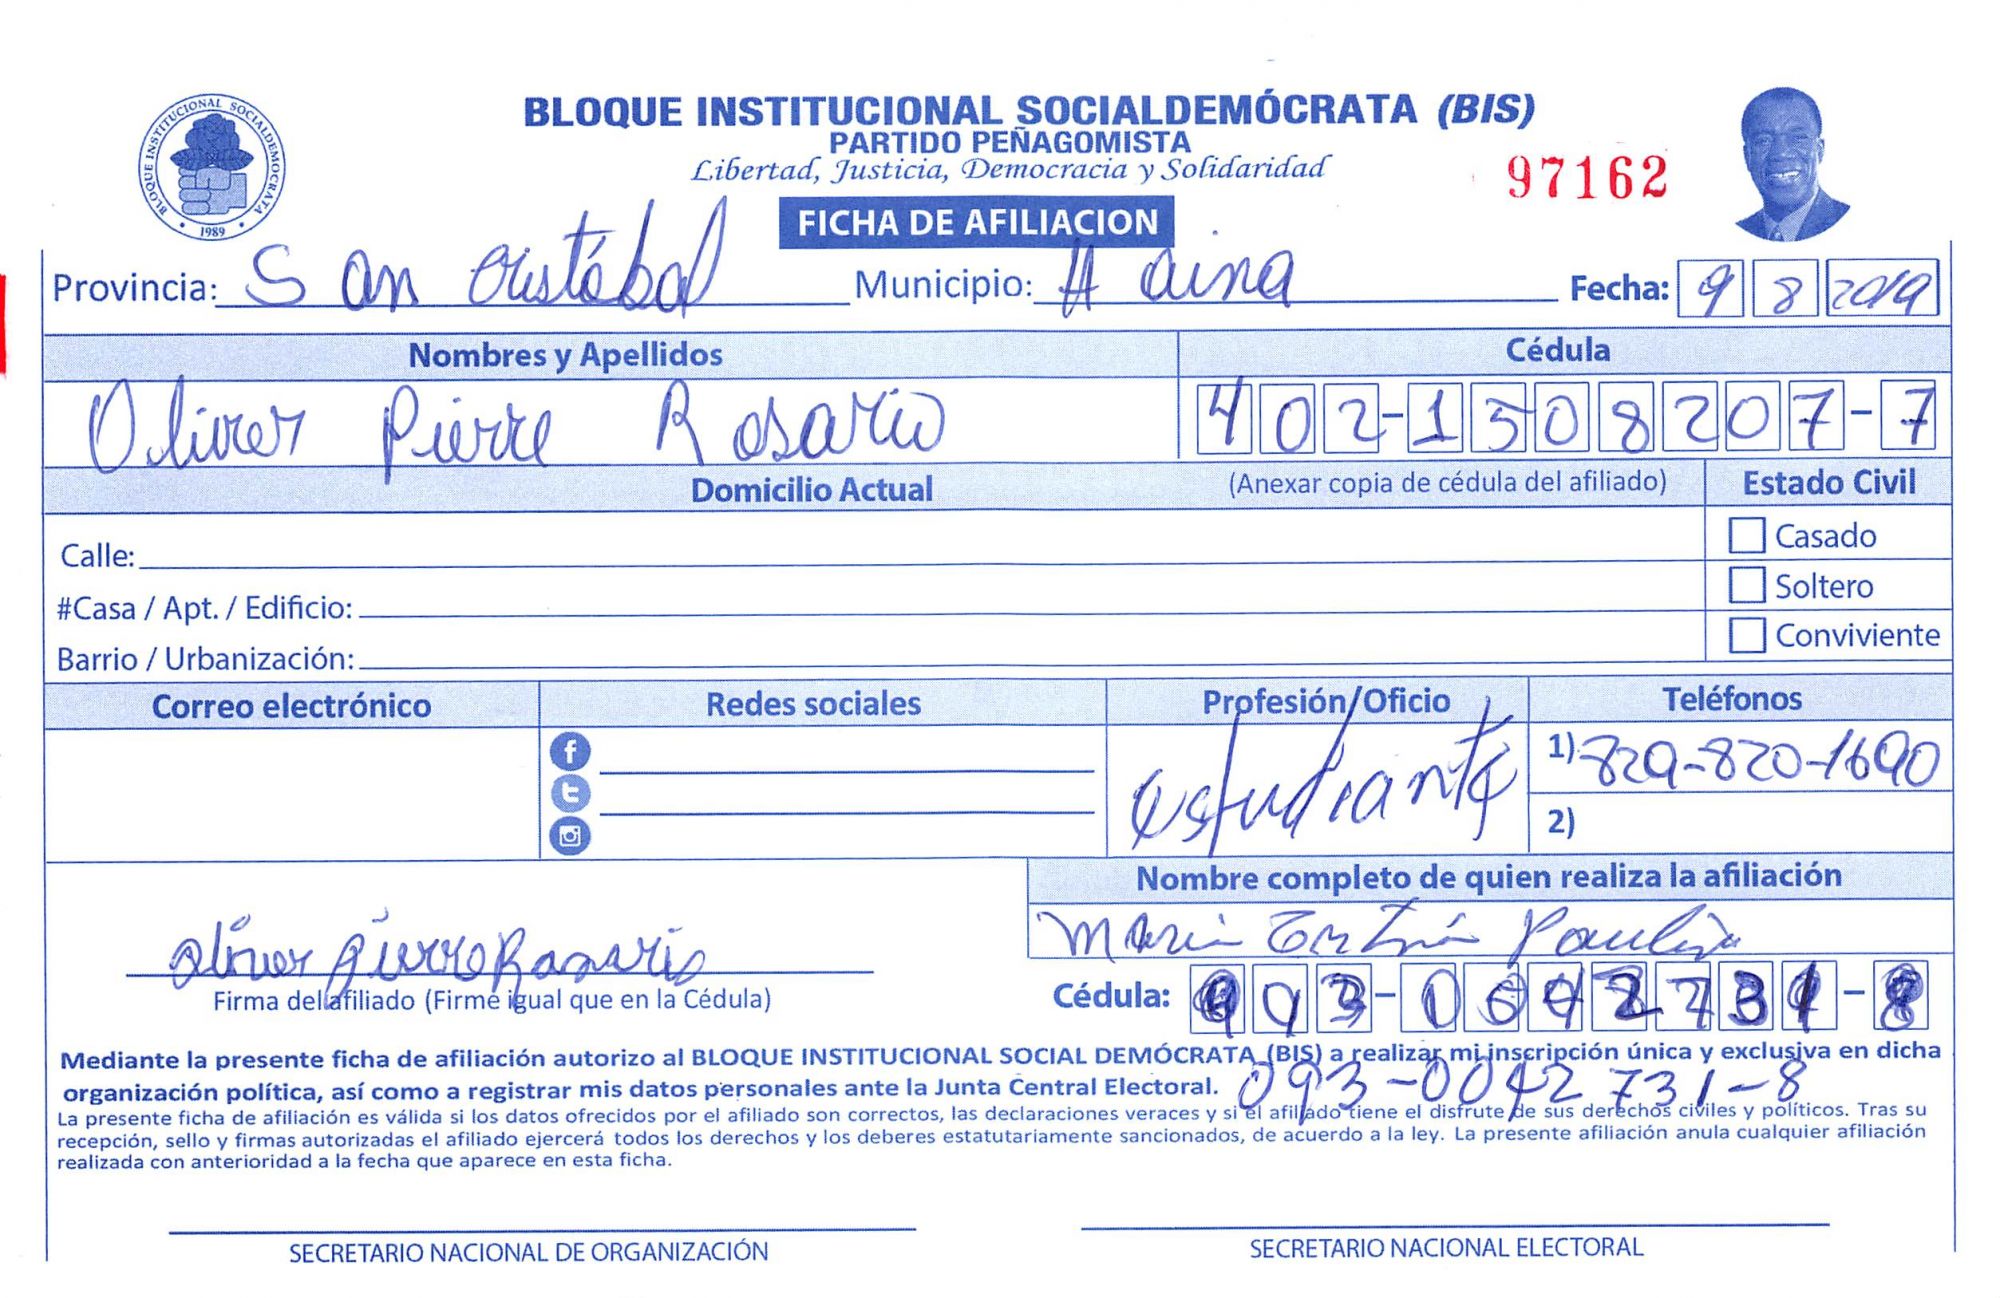 BLOQUE INSTITUCIONAL SOCIALDEMÓCRATA (BIS)
PARTIDO PEÑAGOMISTA
Libertad, Justicia, Democracia y Solidaridad
97162
BLOQUE INSTITUCIONAL SOCIALDEMOCRATA
1989
FICHA DE AFILIACION
Provincia: San Cristóbal Municipio: Haina Fecha: 9 8 2019
Nombres y Apellidos Cédula
Oliver Pierre Rosario 402-1508207-7
Domicilio Actual (Anexar copia de cédula del afiliado) Estado Civil
Calle: Casado
#Casa / Apt. / Edificio: Soltero
Barrio / Urbanización: Conviviente
Correo electrónico Redes sociales Profesión/Oficio Teléfonos
estudiante 1) 829-820-1690
2)
Nombre completo de quien realiza la afiliación
Oliver Pierre Rosario Maria Paulino
Firma del afiliado (Firme igual que en la Cédula) Cédula:
Mediante la presente ficha de afiliación autorizo al BLOQUE INSTITUCIONAL SOCIAL DEMÓCRATA (BIS) a realizar mi inscripción única y exclusiva en dicha
organización política, así como a registrar mis datos personales ante la Junta Central Electoral. 093-0042731-8
La presente ficha de afiliación es válida si los datos ofrecidos por el afiliado son correctos, las declaraciones veraces y si el afiliado tiene el disfrute de sus derechos civiles y políticos. Tras su
recepción, sello y firmas autorizadas el afiliado ejercerá todos los derechos y los deberes estatutariamente sancionados, de acuerdo a la ley. La presente afiliación anula cualquier afiliación
realizada con anterioridad a la fecha que aparece en esta ficha.
SECRETARIO NACIONAL DE ORGANIZACIÓN SECRETARIO NACIONAL ELECTORAL